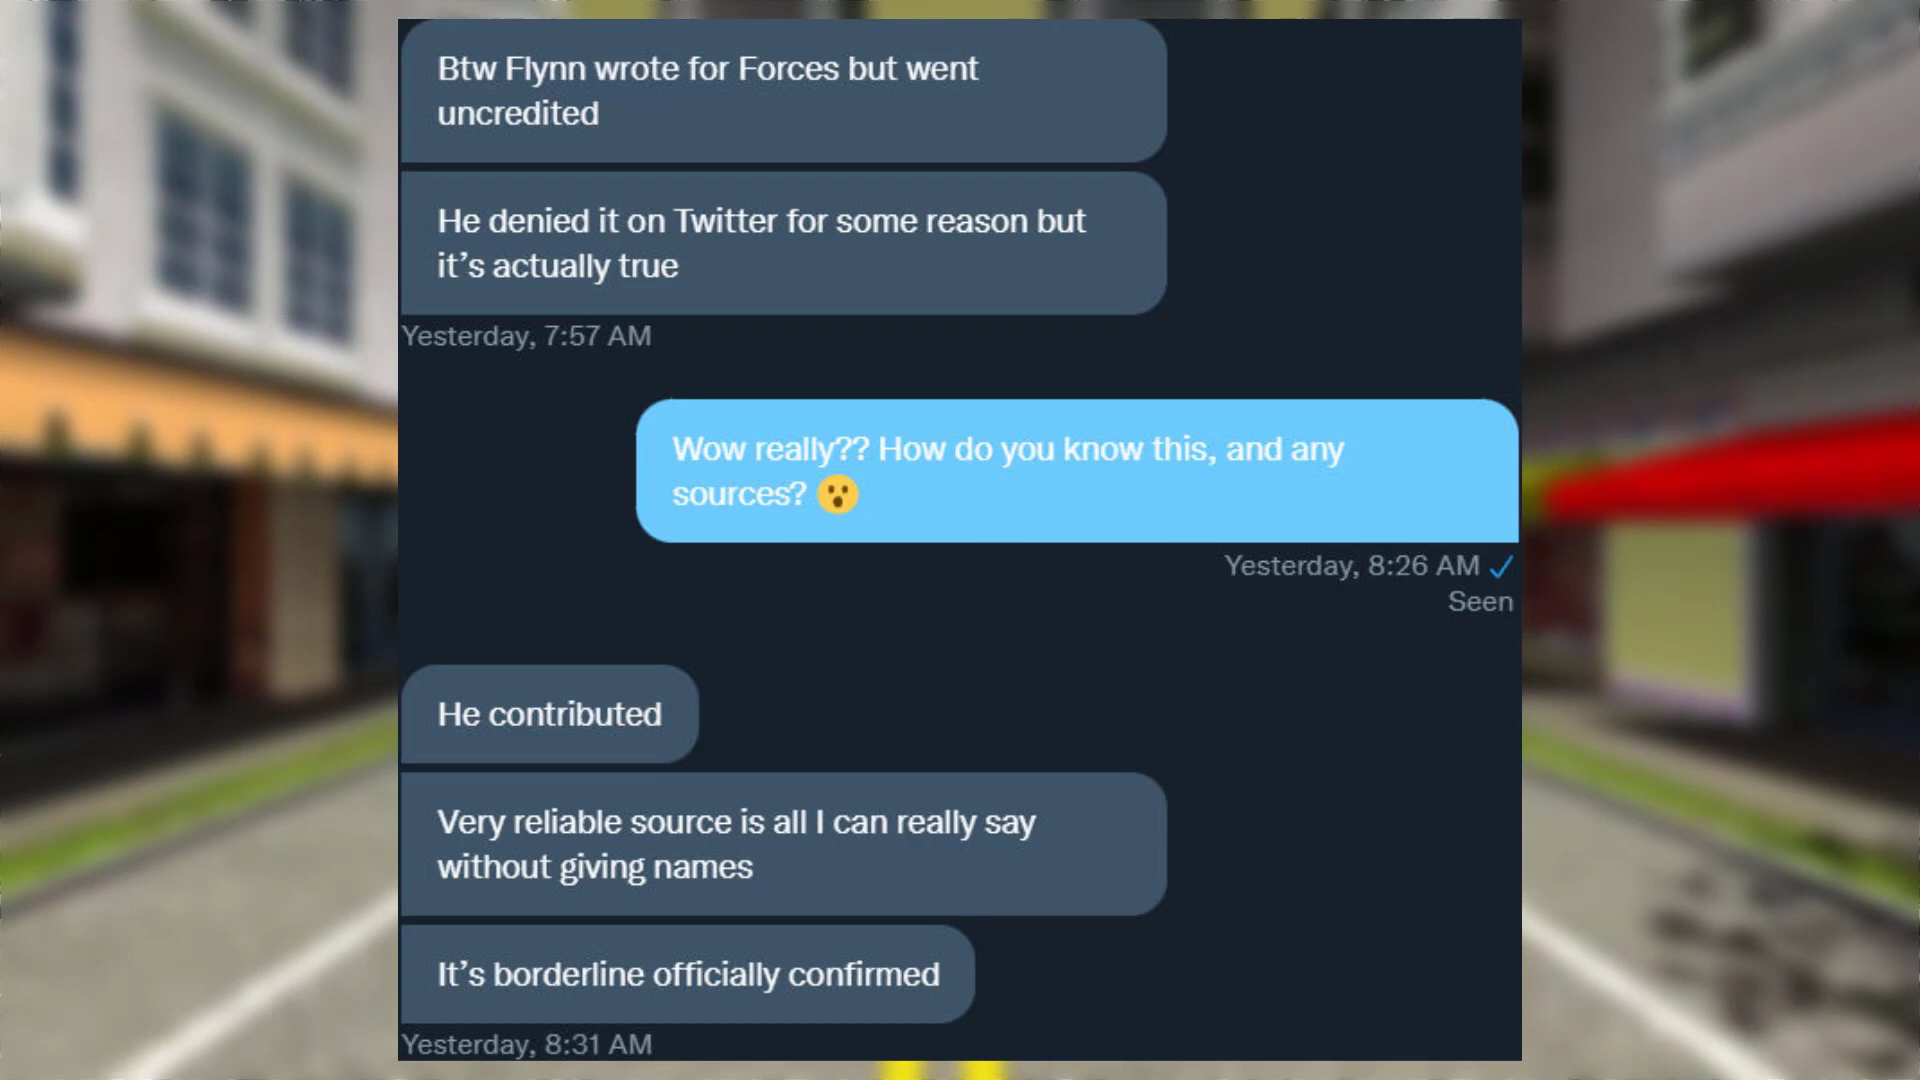 Btw Flynn wrote for Forces but went
uncredited
He denied it on Twitter for some reason but
it’s actually true
Yesterday, 7:57 AM
Wow really?? How do you know this, and any
sources? 😮
Yesterday, 8:26 AM ✓
Seen
He contributed
Very reliable source is all I can really say
without giving names
It’s borderline officially confirmed
Yesterday, 8:31 AM